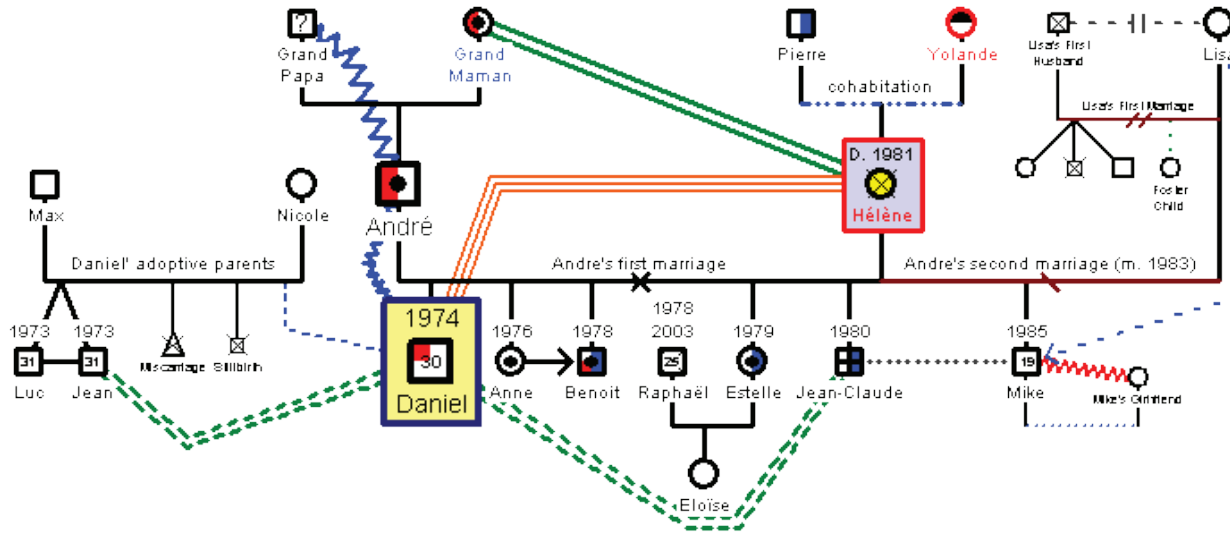 ?
Grand
Papa
Grand
Maman
Pierre
Yolande
cohabitation
Lisa's First
Husband
Lisa
Lisa's First Marriage
Foster
Child
D. 1981
Hélène
Max
Nicole
André
Daniel' adoptive parents
Andre's first marriage
Andre's second marriage (m. 1983)
1973
31
Luc
1973
31
Jean
Miscarriage
Stillbirth
1974
30
Daniel
1976
Anne
1978
Benoit
1978
2003
25
Raphaël
1979
Estelle
1980
Jean-Claude
1985
19
Mike
Mike's Girlfriend
Eloïse